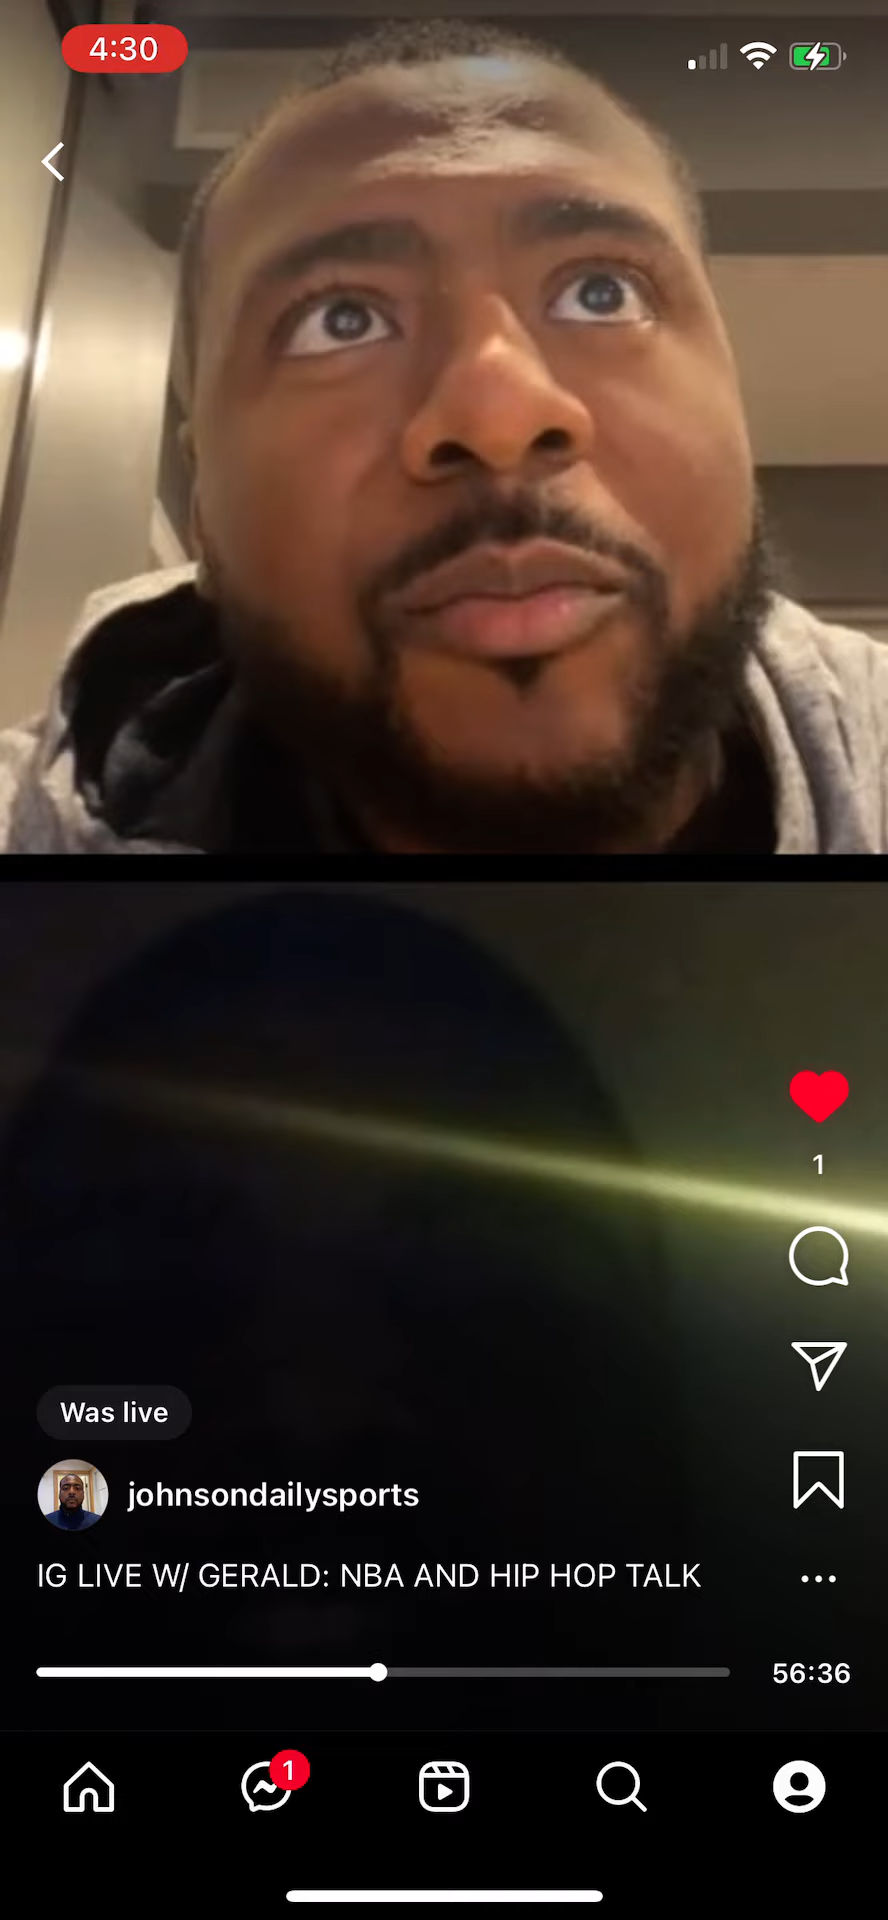 4:30
1
Was live
johnsondailysports
IG LIVE W/ GERALD: NBA AND HIP HOP TALK
56:36
1